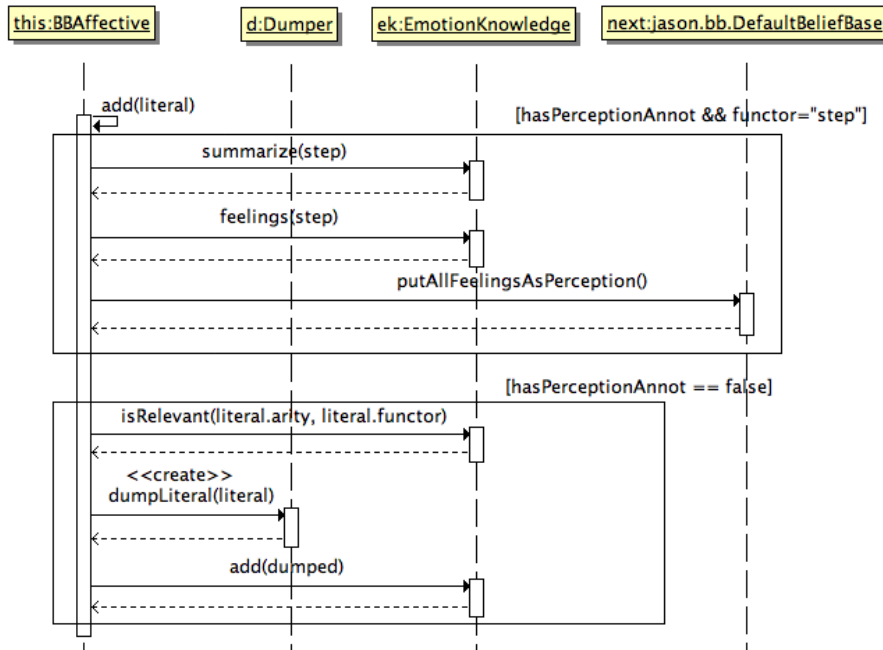 this:BBAffective
d:Dumper
ek:EmotionKnowledge
next:jason.bb.DefaultBeliefBase
add(literal)
[hasPerceptionAnnot && functor="step"]
summarize(step)
feelings(step)
putAllFeelingsAsPerception()
[hasPerceptionAnnot == false]
isRelevant(literal.arity, literal.functor)
<<create>>
dumpLiteral(literal)
add(dumped)